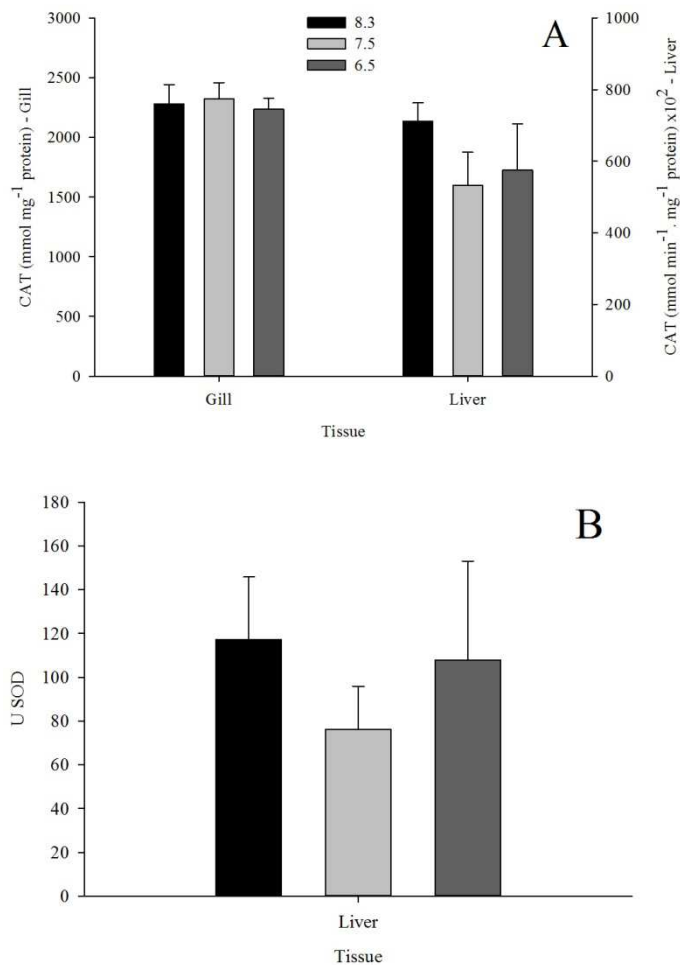 A
8.3
7.5
6.5
3000
2500
2000
1500
1000
500
0
CAT (mmol mg⁻¹ protein) - Gill
1000
800
600
400
200
0
CAT (mmol min⁻¹. mg⁻¹ protein) x10² - Liver
Gill Liver
Tissue
B
180
160
140
120
100
80
60
40
20
0
U SOD
Liver
Tissue